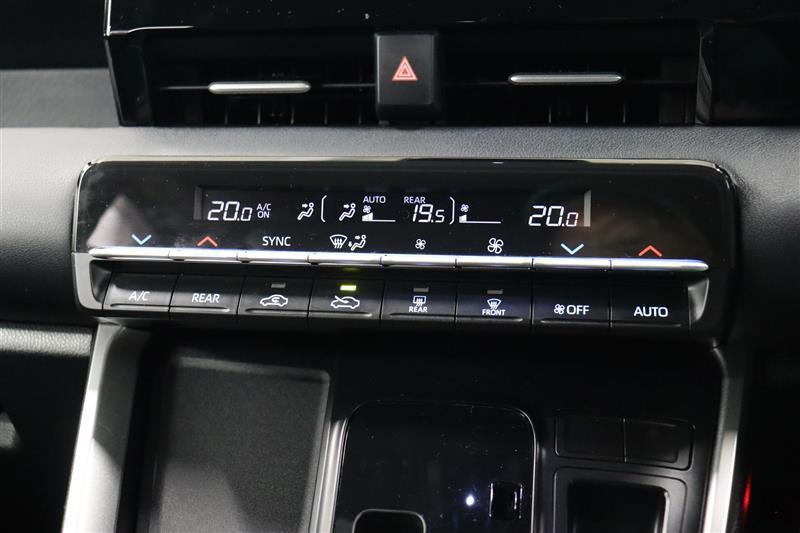 20.0 A/C ON AUTO REAR 19.5 20.0
SYNC
A/C REAR REAR FRONT OFF AUTO